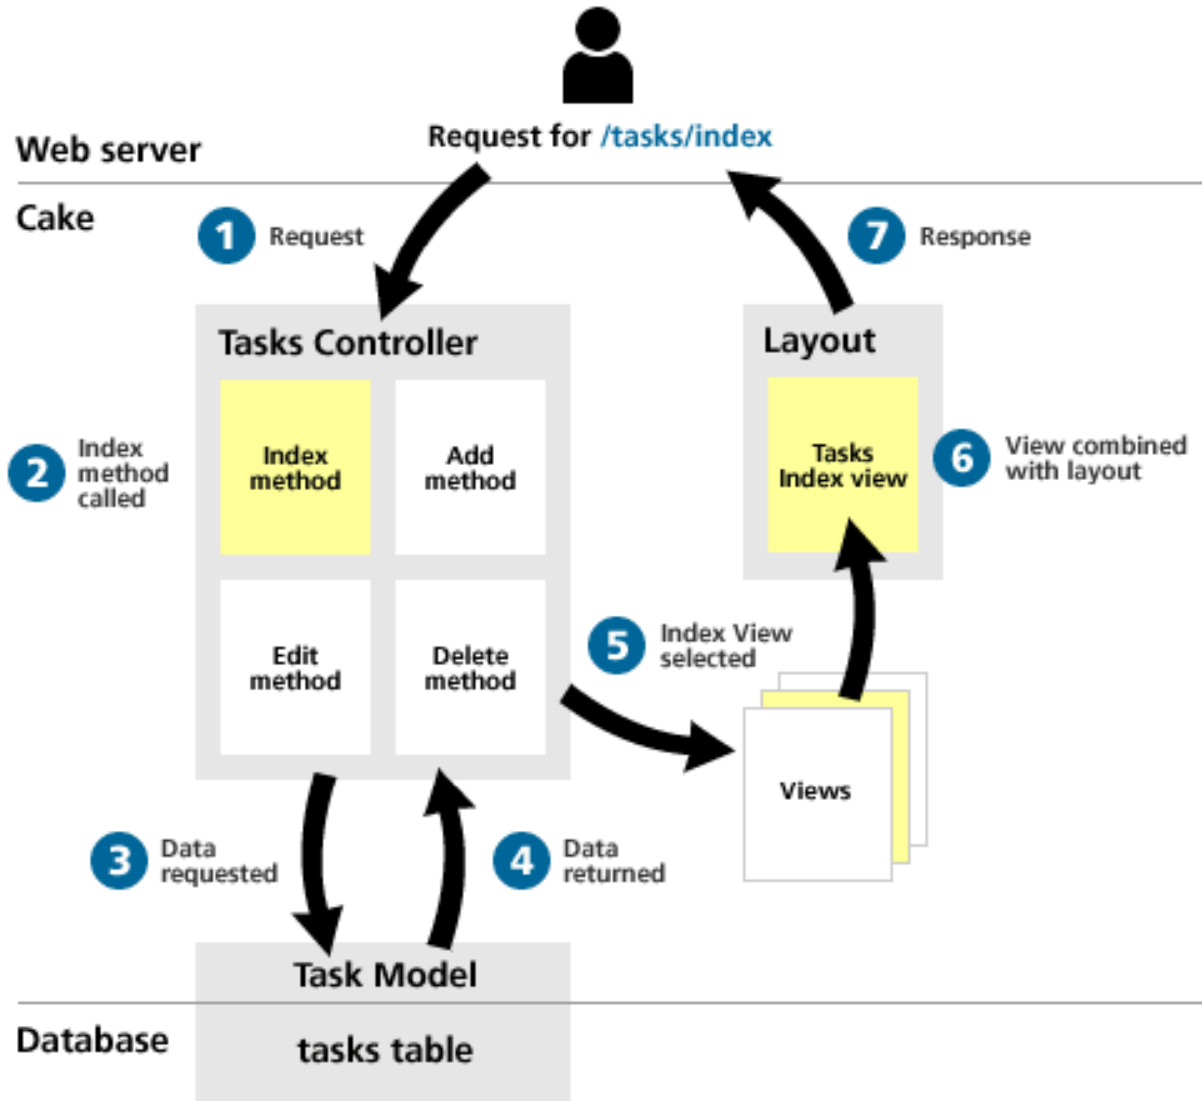 Web server
Request for /tasks/index
Cake
1
Request
7
Response
Tasks Controller
Layout
2
Index
method
called
Index
method
Add
method
Tasks
Index view
6
View combined
with layout
Edit
method
Delete
method
5
Index View
selected
Views
3
Data
requested
4
Data
returned
Task Model
Database
tasks table